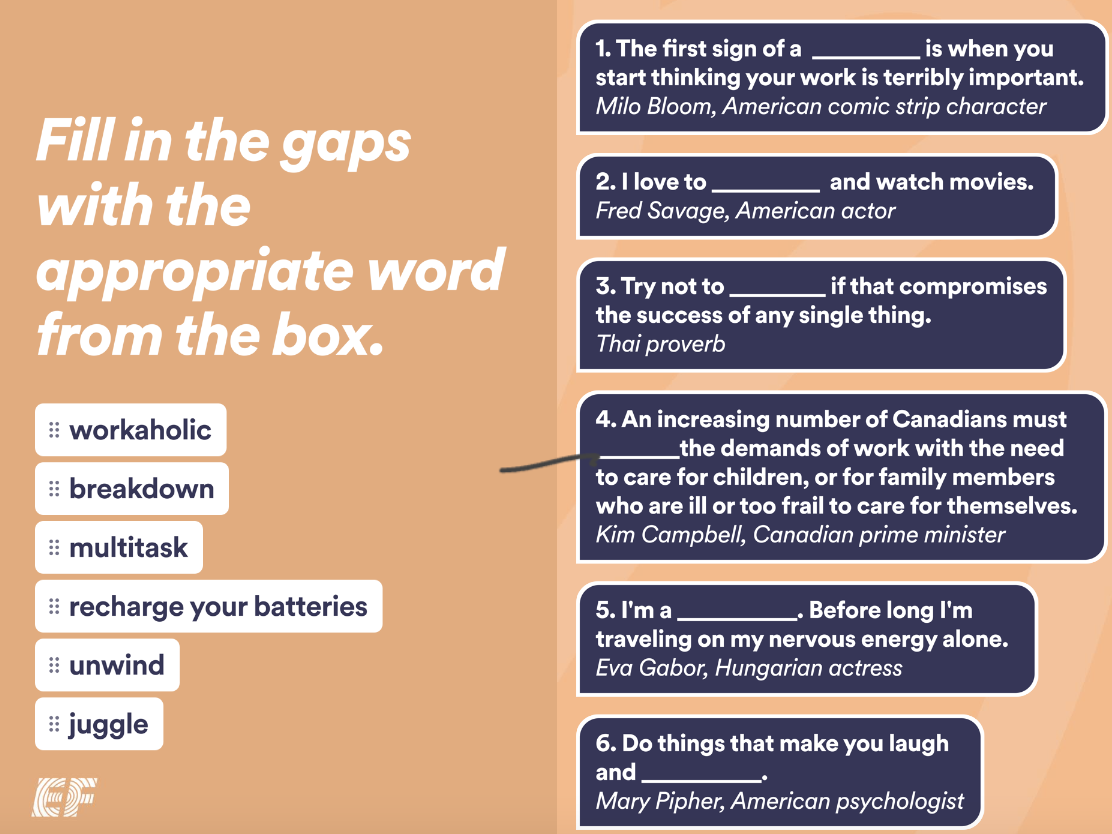 Fill in the gaps
with the
appropriate word
from the box.
workaholic
breakdown
multitask
recharge your batteries
unwind
juggle
EF
1. The first sign of a __________ is when you
start thinking your work is terribly important.
Milo Bloom, American comic strip character
2. I love to __________ and watch movies.
Fred Savage, American actor
3. Try not to _________ if that compromises
the success of any single thing.
Thai proverb
4. An increasing number of Canadians must
_______the demands of work with the need
to care for children, or for family members
who are ill or too frail to care for themselves.
Kim Campbell, Canadian prime minister
5. I'm a ___________. Before long I'm
traveling on my nervous energy alone.
Eva Gabor, Hungarian actress
6. Do things that make you laugh
and ___________.
Mary Pipher, American psychologist